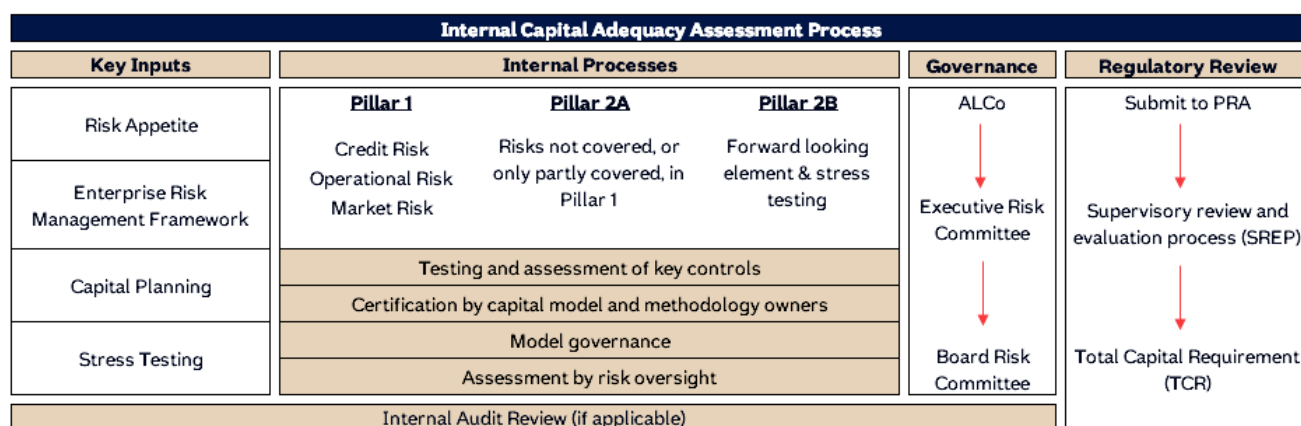 Internal Capital Adequacy Assessment Process
Key Inputs
Internal Processes
Governance
Regulatory Review
Risk Appetite
Enterprise Risk
Management Framework
Capital Planning
Stress Testing
Pillar 1
Credit Risk
Operational Risk
Market Risk
Pillar 2A
Risks not covered, or
only partly covered, in
Pillar 1
Pillar 2B
Forward looking
element & stress
testing
Testing and assessment of key controls
Certification by capital model and methodology owners
Model governance
Assessment by risk oversight
ALCo
Executive Risk
Committee
Board Risk
Committee
Submit to PRA
Supervisory review and
evaluation process (SREP)
Total Capital Requirement
(TCR)
Internal Audit Review (if applicable)